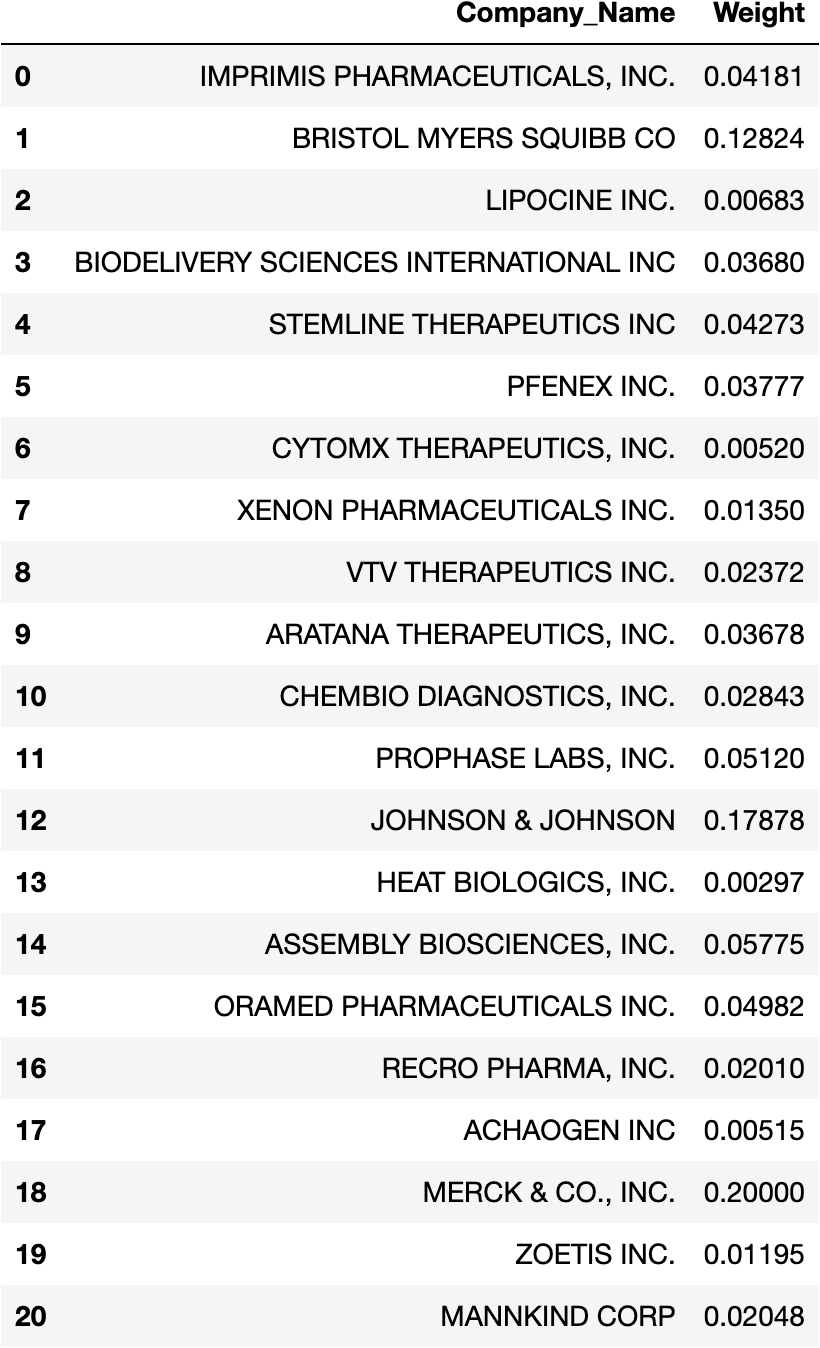 Company_Name Weight
0 IMPRIMIS PHARMACEUTICALS, INC. 0.04181
1 BRISTOL MYERS SQUIBB CO 0.12824
2 LIPOCINE INC. 0.00683
3 BIODELIVERY SCIENCES INTERNATIONAL INC 0.03680
4 STEMLINE THERAPEUTICS INC 0.04273
5 PFENEX INC. 0.03777
6 CYTOMX THERAPEUTICS, INC. 0.00520
7 XENON PHARMACEUTICALS INC. 0.01350
8 VTV THERAPEUTICS INC. 0.02372
9 ARATANA THERAPEUTICS, INC. 0.03678
10 CHEMBIO DIAGNOSTICS, INC. 0.02843
11 PROPHASE LABS, INC. 0.05120
12 JOHNSON & JOHNSON 0.17878
13 HEAT BIOLOGICS, INC. 0.00297
14 ASSEMBLY BIOSCIENCES, INC. 0.05775
15 ORAMED PHARMACEUTICALS INC. 0.04982
16 RECRO PHARMA, INC. 0.02010
17 ACHAOGEN INC 0.00515
18 MERCK & CO., INC. 0.20000
19 ZOETIS INC. 0.01195
20 MANNKIND CORP 0.02048